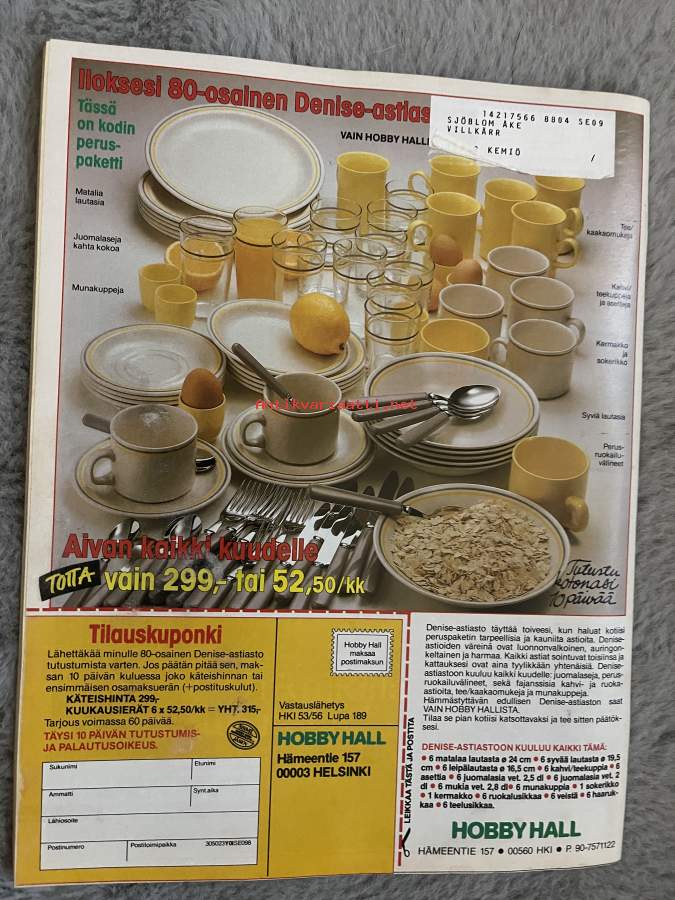 Iloksesi 80-osainen Denise-astias
14217566 8804 SE09
SJÖBLOM ÅKE
VILLKÄRR
KEMIÖ /
Tässä
on kodin
perus-
paketti
VAIN HOBBY HALL
Matalia
lautasia
Juomalaseja
kahta kokoa
Munakuppeja
Tee/
kaakaomukeja
Kahvi/
teekuppeja
ja asetteja
Kermakko
ja
sokerikko
Syviä lautasia
Perus-
ruokailu-
välineet
antikvariaatti.net
Aivan kaikki kuudelle
TOTTA vain 299,- tai 52,50/kk
Tutustu
kotonasi
10 päivää
Tilauskuponki
Lähettäkää minulle 80-osainen Denise-astiasto
tutustumista varten. Jos päätän pitää sen, mak-
san 10 päivän kuluessa joko käteishinnan tai
ensimmäisen osamaksuerän (+postituskulut).
KÄTEISHINTA 299,-
KUUKAUSIERÄT 6 x 52,50/kk = YHT. 315,-
Tarjous voimassa 60 päivää.
TÄYSI 10 PÄIVÄN TUTUSTUMIS-
JA PALAUTUSOIKEUS.
Sukunimi
Etunimi
Ammatti
Synt.aika
Lähiosoite
Postinumero
Postitoimipaikka
305023Y0ISE098
Hobby Hall
maksaa
postimaksun
Vastauslähetys
HKI 53/56 Lupa 189
HOBBY HALL
Hämeentie 157
00003 HELSINKI
LEIKKAA TÄSTÄ JA POSTITA
Denise-astiasto täyttää toiveesi, kun haluat kotiisi
peruspaketin tarpeellisia ja kauniita astioita. Denise-
astioiden väreinä ovat luonnonvalkoinen, auringon-
keltainen ja harmaa. Kaikki astiat sointuvat toisiinsa ja
kattauksesi ovat aina tyylikkään yhtenäisiä. Denise-
astiastoon kuuluu kaikki kuudelle: juomalaseja, perus-
ruokailuvälineet, sekä fajanssisia kahvi- ja ruoka-
astioita, tee/kaakaomukeja ja munakuppeja.
Hämmästyttävän edullisen Denise-astiaston saat
VAIN HOBBY HALLISTA.
Tilaa se pian kotiisi katsottavaksi ja tee sitten päätök-
sesi.
DENISE-ASTIASTOON KUULUU KAIKKI TÄMÄ:
• 6 matalaa lautasta ø 24 cm • 6 syvää lautasta ø 19,5
cm • 6 leipälautasta ø 16,5 cm • 6 kahvi/teekuppia • 6
asettia • 6 juomalasia vet. 2,5 dl • 6 juomalasia vet. 2
dl • 6 mukia vet. 2,8 dl • 6 munakuppia • 1 sokerikko
• 1 kermakko • 6 ruokalusikkaa • 6 veistä • 6 haaruk-
kaa • 6 teelusikkaa.
HOBBY HALL
HÄMEENTIE 157 • 00560 HKI • P. 90-7571122